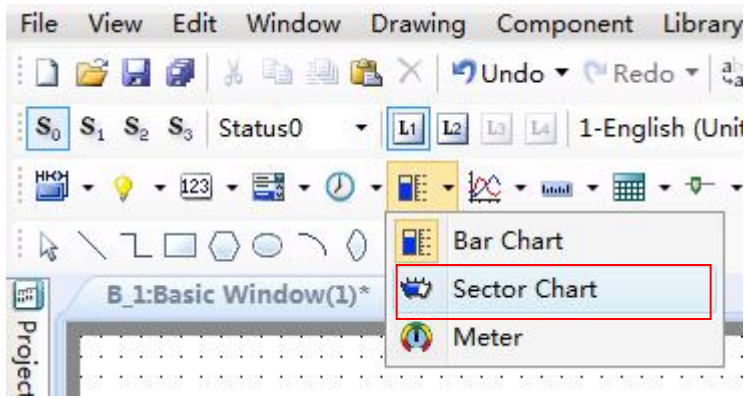 File View Edit Window Drawing Component Library
Undo Redo
S0 S1 S2 S3 Status0 L1 L2 L3 L4 1-English (Unit
123
Bar Chart
B_1:Basic Window(1)* Sector Chart
Meter
Project